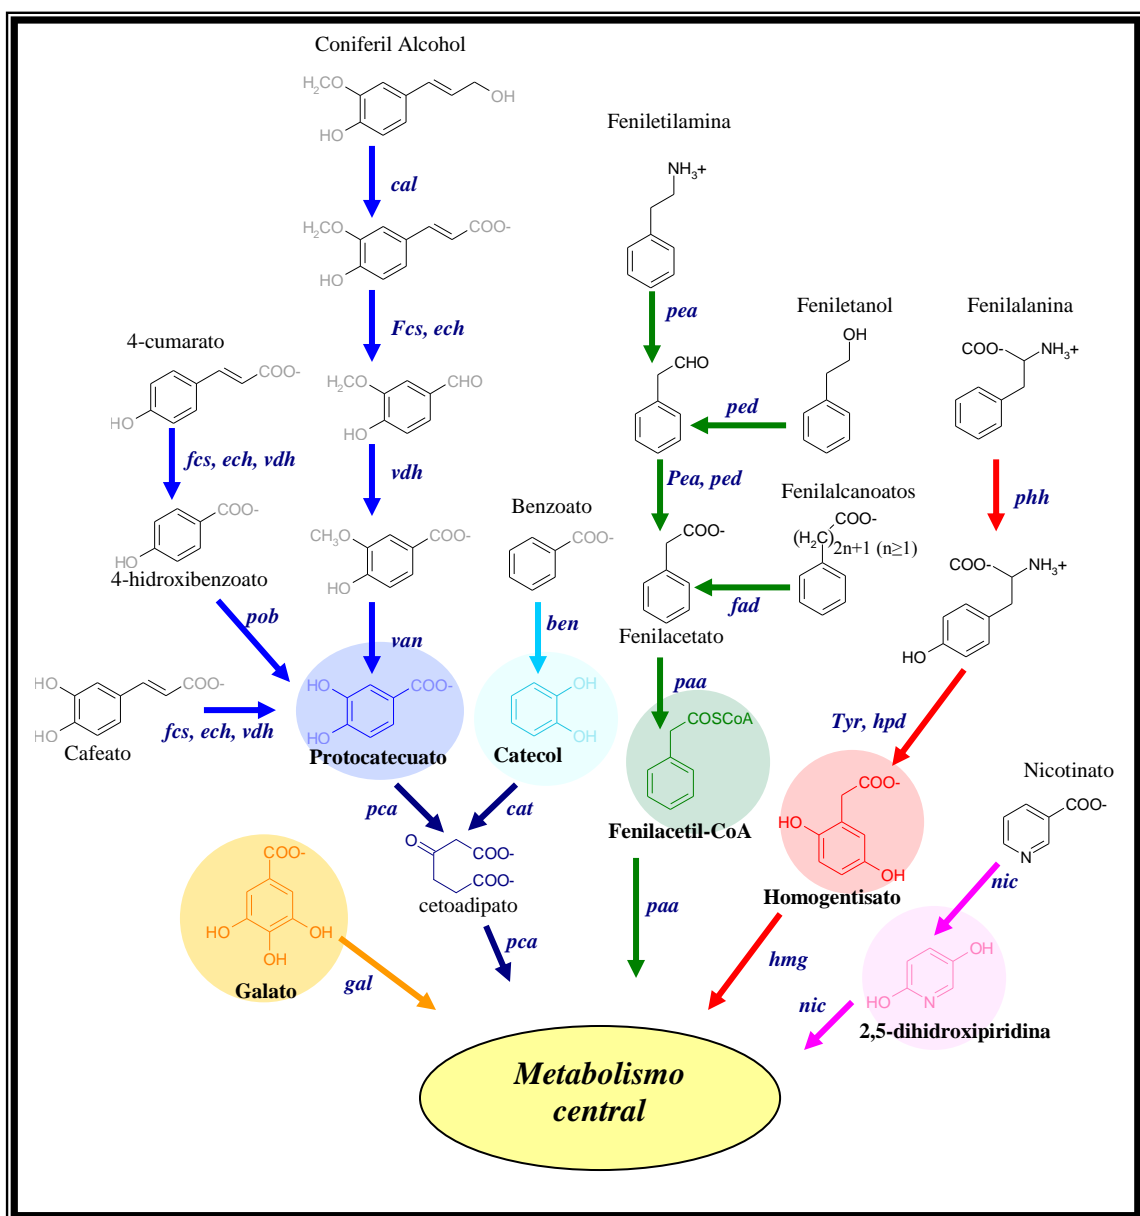 Coniferil Alcohol
H₂CO
OH
HO
cal
H₂CO
COO-
HO
Fcs, ech
H₂CO
CHO
HO
vdh
CH₃O
COO-
HO
van
4-cumarato
COO-
HO
fcs, ech, vdh
COO-
HO
4-hidroxibenzoato
pob
HO
COO-
HO
Cafeato
fcs, ech, vdh
HO
COO-
HO
Protocatecuato
Benzoato
COO-
ben
OH
OH
Catecol
pca
cat
O
COO-
COO-
cetoadipato
pca
COO-
HO
OH
OH
Galato
gal
Feniletilamina
NH₃+
pea
CHO
Feniletanol
OH
ped
Pea, ped
COO-
Fenilacetato
Fenilalcanoatos
COO-
(H₂C)2n+1 (n≥1)
fad
paa
COSCoA
Fenilacetil-CoA
paa
Fenilalanina
COO-
NH₃+
phh
COO-
NH₃+
HO
Tyr, hpd
COO-
HO
OH
Homogentisato
hmg
Nicotinato
COO-
N
nic
OH
HO
N
2,5-dihidroxipiridina
nic
Metabolismo
central